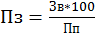 Пз = Зв*100 / Пп